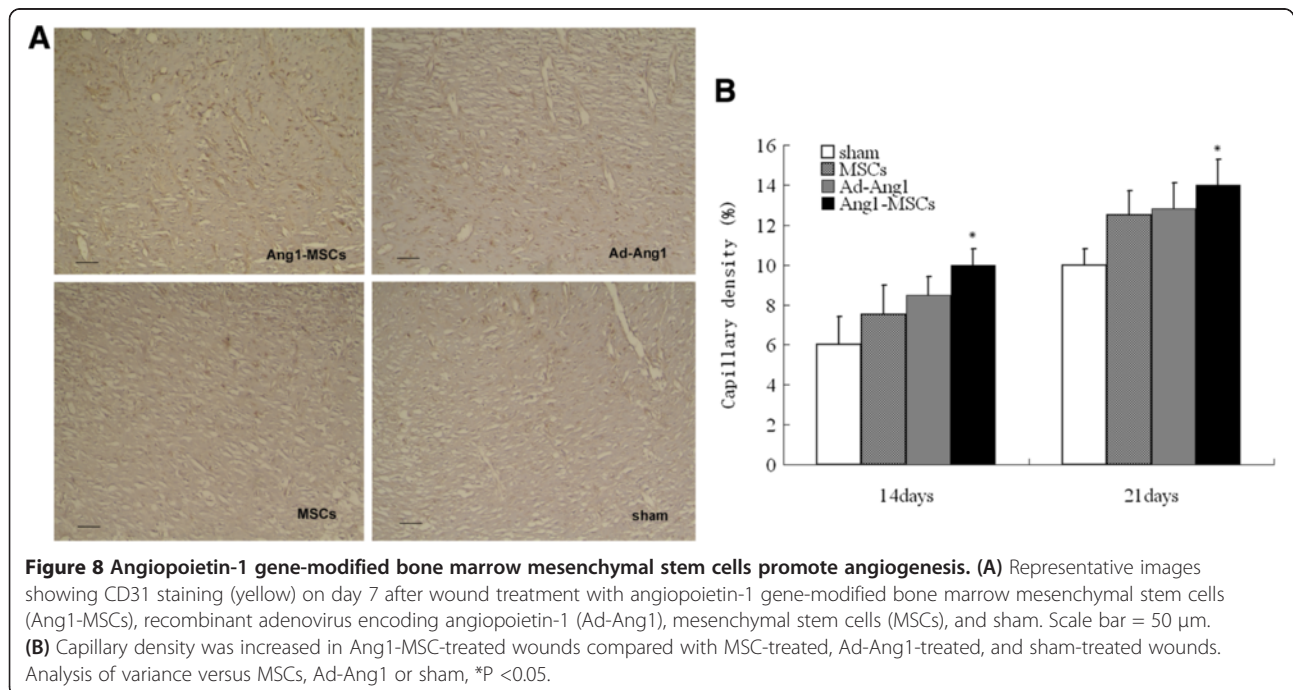 A
Ang1-MSCs
Ad-Ang1
MSCs
sham
B
Capillary density (%)
16
14
12
10
8
6
4
2
0
sham
MSCs
Ad-Ang1
Ang1-MSCs
*
*
14days
21days
Figure 8 Angiopoietin-1 gene-modified bone marrow mesenchymal stem cells promote angiogenesis. (A) Representative images
showing CD31 staining (yellow) on day 7 after wound treatment with angiopoietin-1 gene-modified bone marrow mesenchymal stem cells
(Ang1-MSCs), recombinant adenovirus encoding angiopoietin-1 (Ad-Ang1), mesenchymal stem cells (MSCs), and sham. Scale bar = 50 μm.
(B) Capillary density was increased in Ang1-MSC-treated wounds compared with MSC-treated, Ad-Ang1-treated, and sham-treated wounds.
Analysis of variance versus MSCs, Ad-Ang1 or sham, *P <0.05.